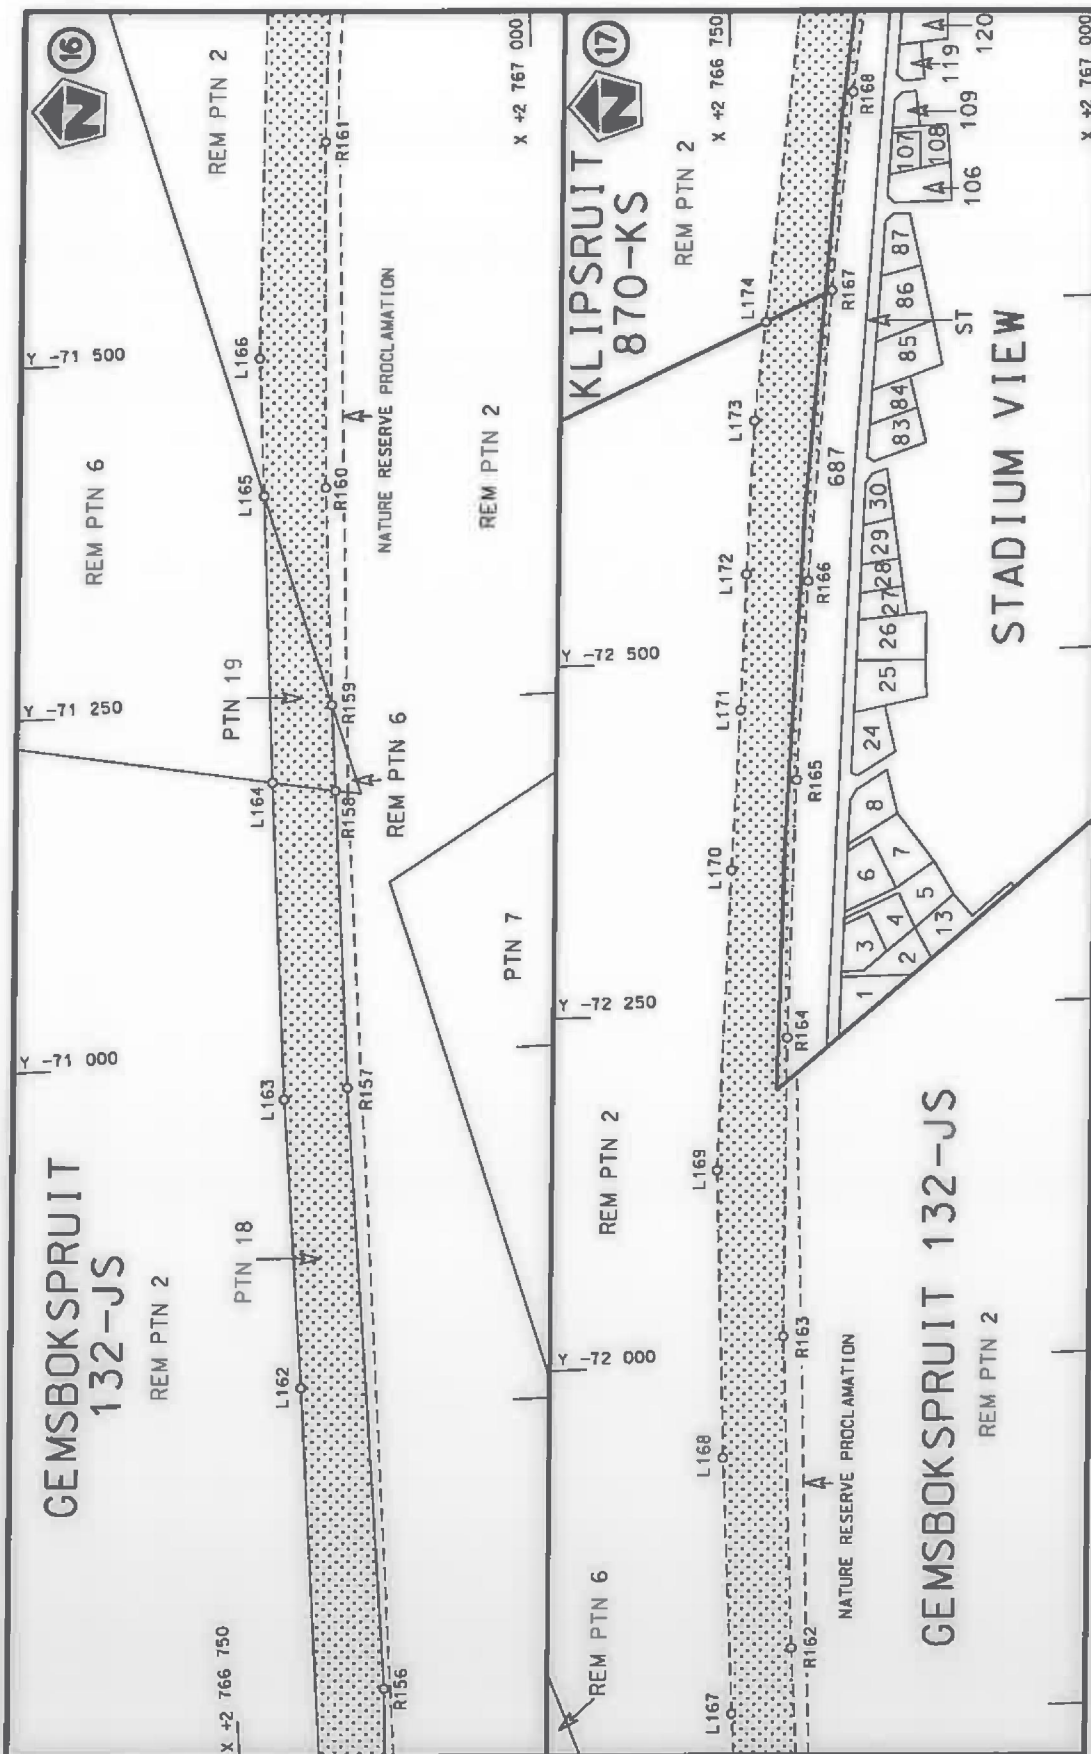 16
N
GEMSBOKSPRUIT
132-JS
REM PTN 2
X +2 766 750
PTN 18
REM PTN 6
PTN 19
REM PTN 2
X +2 767 000
Y -71 000
Y -71 250
Y -71 500
L162
L163
L164
L165
L166
R156
R157
R158
R159
R160
R161
REM PTN 6
PTN 7
NATURE RESERVE PROCLAMATION
REM PTN 2
17
N
KLIPSRUIT
870-KS
REM PTN 2
X +2 766 750
REM PTN 6
REM PTN 2
Y -72 000
Y -72 250
Y -72 500
L167
L168
L169
L170
L171
L172
L173
L174
R162
R163
R164
R165
R166
R167
R168
NATURE RESERVE PROCLAMATION
GEMSBOKSPRUIT 132-JS
REM PTN 2
687
ST
STADIUM VIEW
1
2
3
4
5
13
6
7
8
24
25
26
27
28
29
30
83
84
85
86
87
106
107
108
109
119
120
X +2 767 000